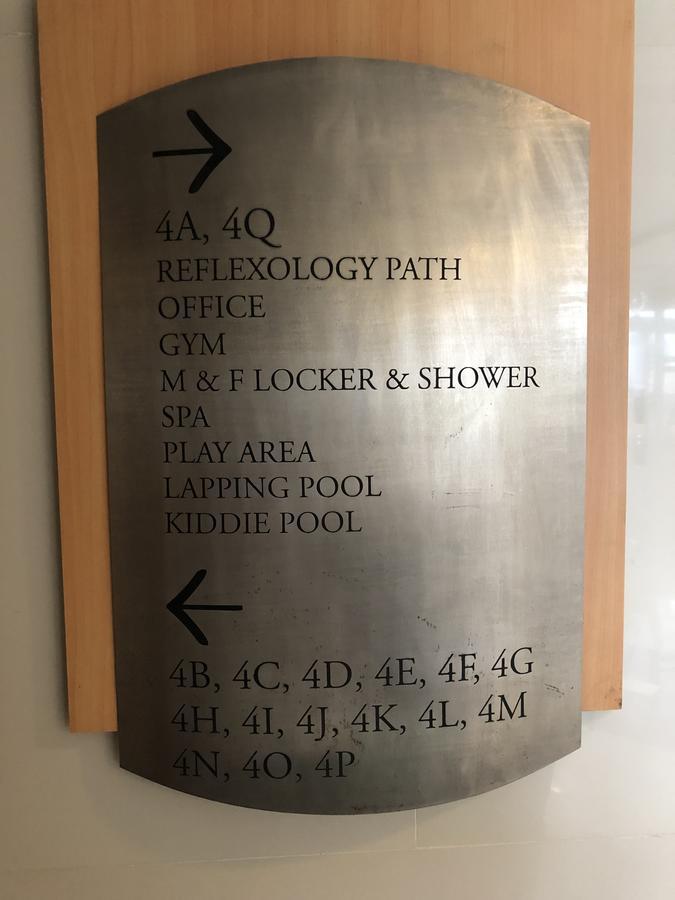 4A, 4Q
REFLEXOLOGY PATH
OFFICE
GYM
M & F LOCKER & SHOWER
SPA
PLAY AREA
LAPPING POOL
KIDDIE POOL
4B, 4C, 4D, 4E, 4F, 4G
4H, 4I, 4J, 4K, 4L, 4M
4N, 4O, 4P